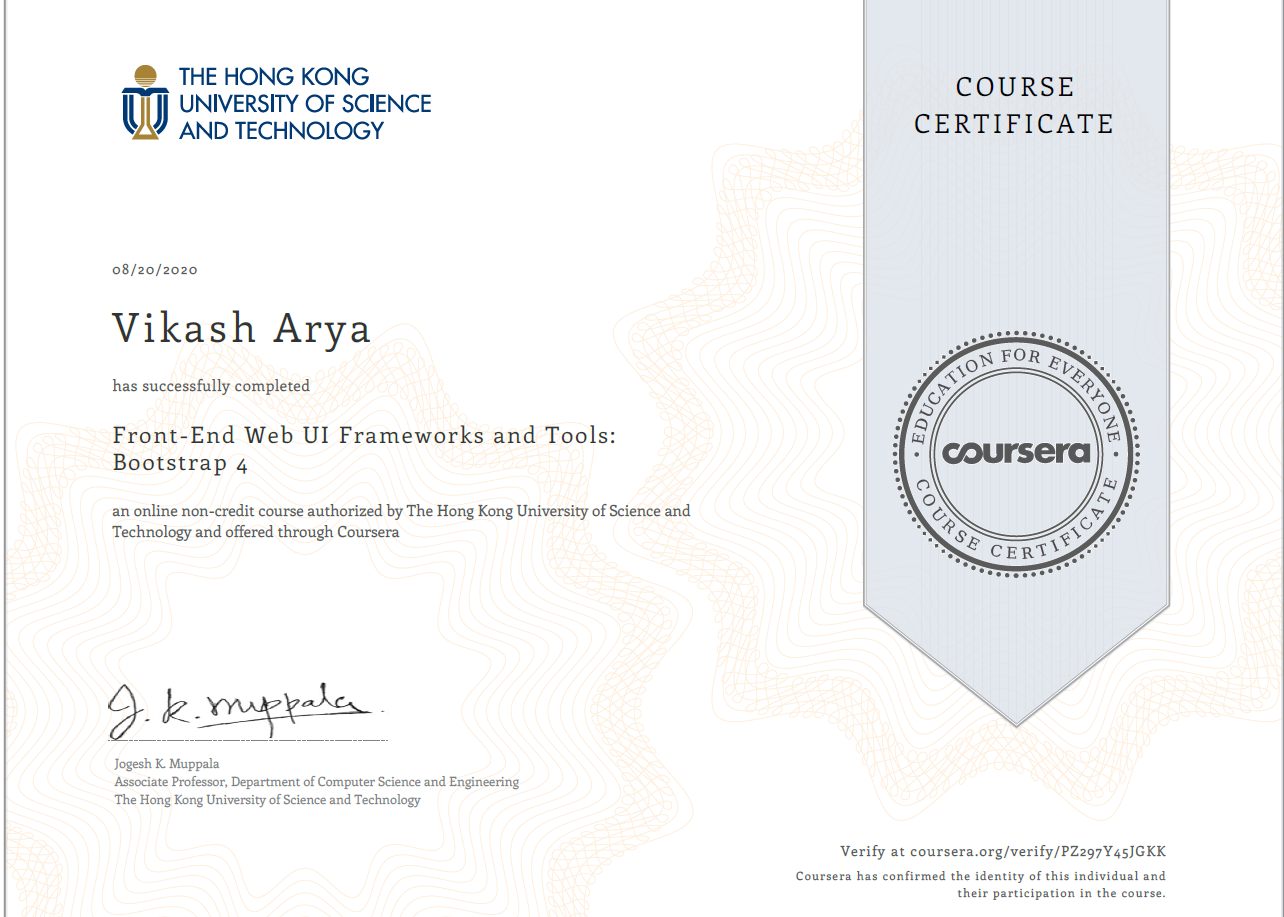 THE HONG KONG
UNIVERSITY OF SCIENCE
AND TECHNOLOGY
COURSE
CERTIFICATE
08/20/2020
Vikash Arya
has successfully completed
Front-End Web UI Frameworks and Tools:
Bootstrap 4
an online non-credit course authorized by The Hong Kong University of Science and
Technology and offered through Coursera
EDUCATION FOR EVERYONE
coursera
COURSE CERTIFICATE
J. K. Muppala
Jogesh K. Muppala
Associate Professor, Department of Computer Science and Engineering
The Hong Kong University of Science and Technology
Verify at coursera.org/verify/PZ297Y45JGKK
Coursera has confirmed the identity of this individual and
their participation in the course.